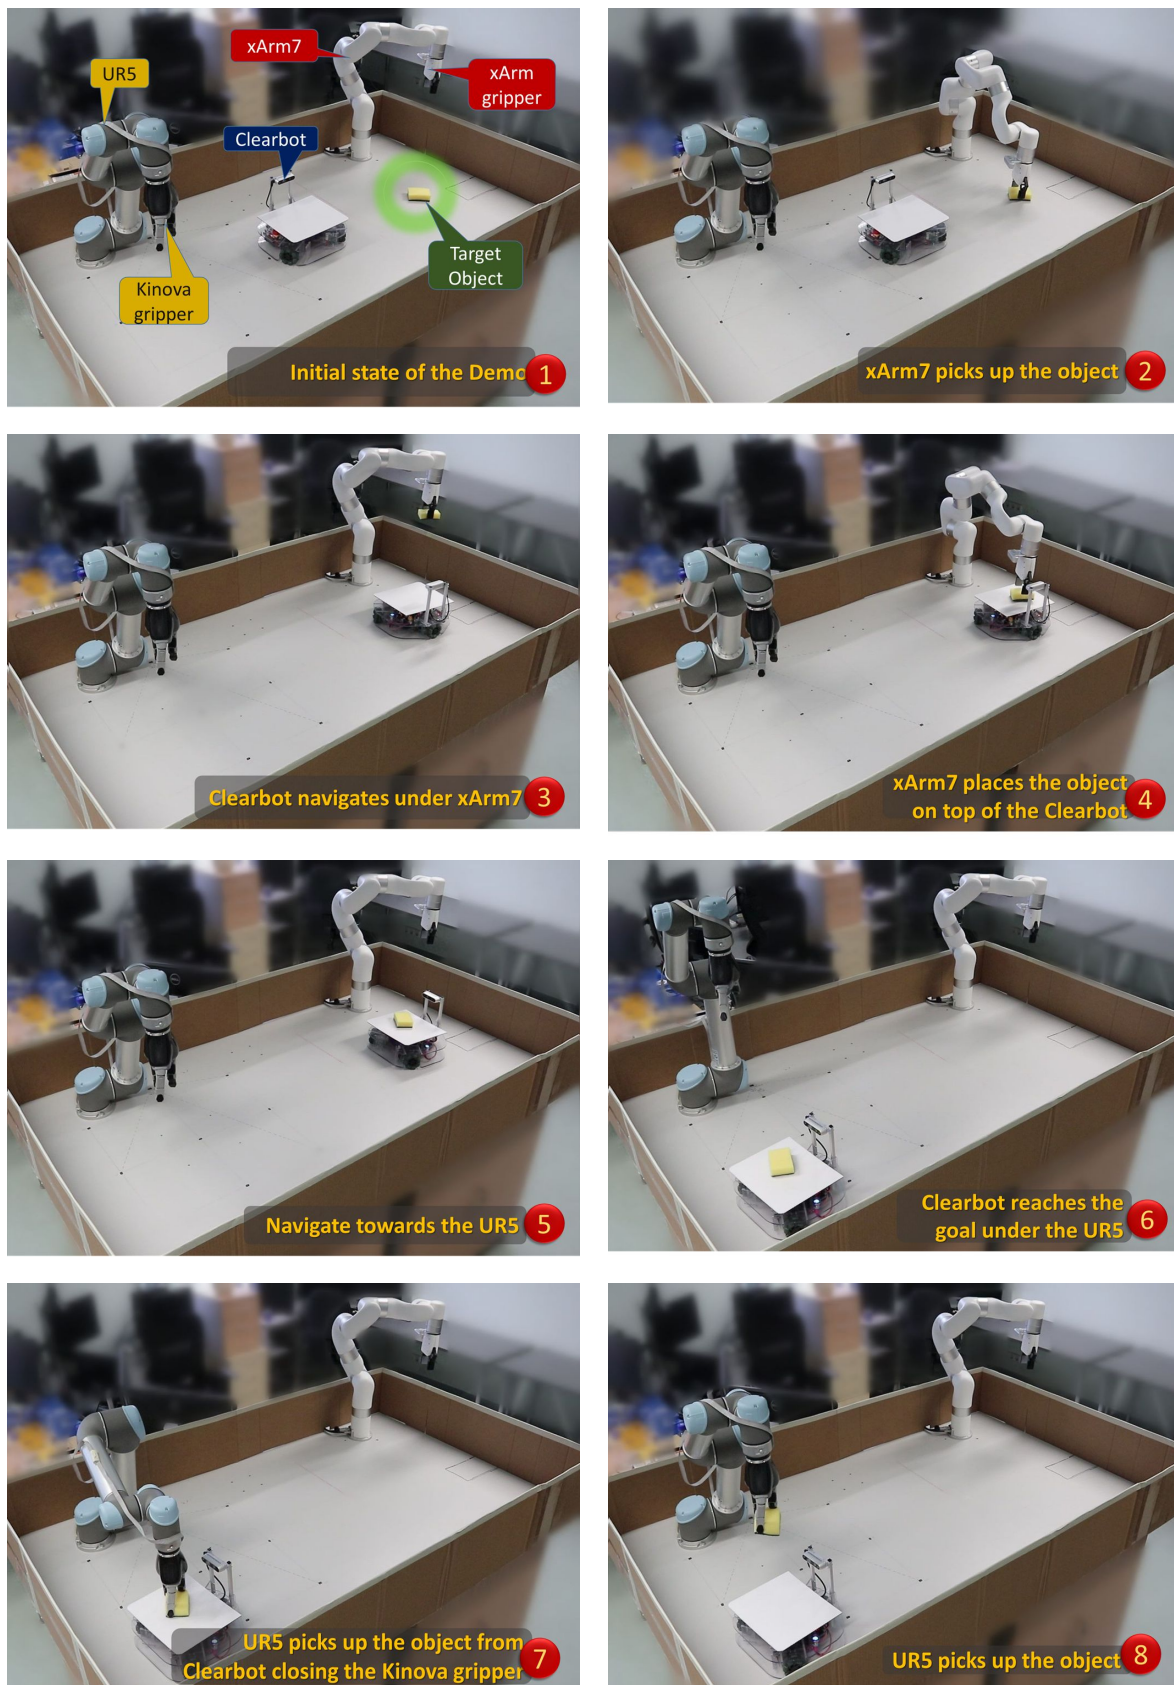 xArm7
UR5
xArm
gripper
Clearbot
Target
Object
Kinova
gripper
Initial state of the Demo
1
xArm7 picks up the object
2
Clearbot navigates under xArm7
3
xArm7 places the object
on top of the Clearbot
4
Navigate towards the UR5
5
Clearbot reaches the
goal under the UR5
6
UR5 picks up the object from
Clearbot closing the Kinova gripper
7
UR5 picks up the object
8